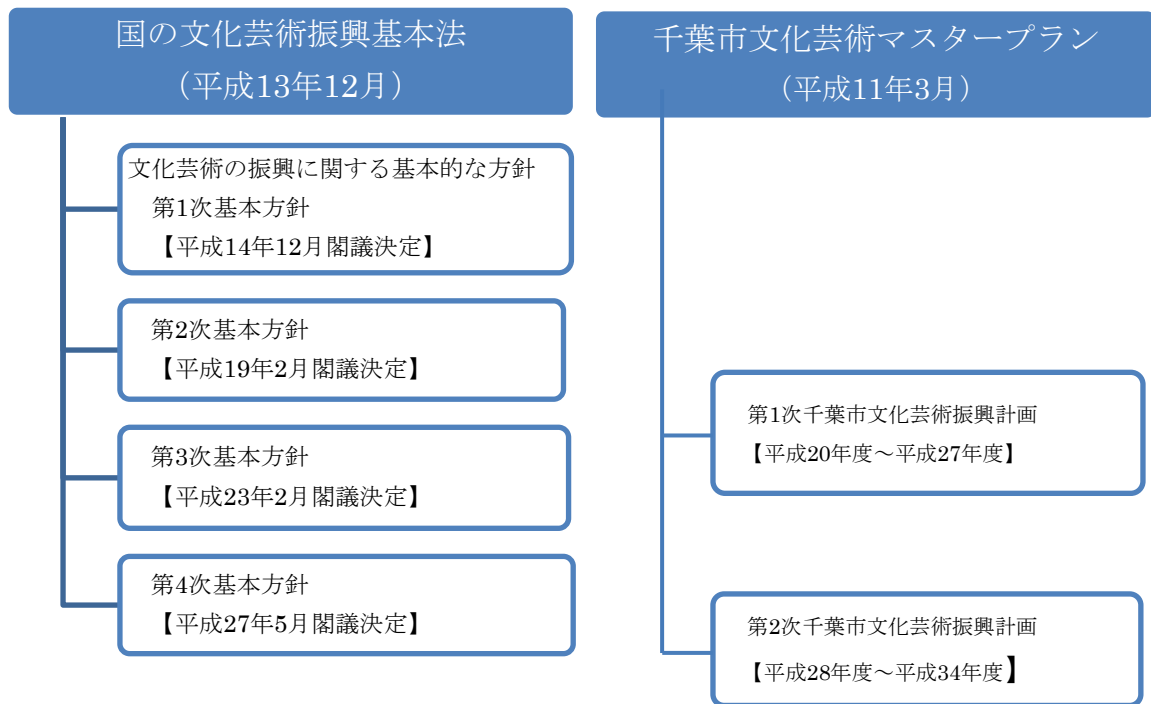 国の文化芸術振興基本法
（平成13年12月）
文化芸術の振興に関する基本的な方針
第1次基本方針
【平成14年12月閣議決定】
第2次基本方針
【平成19年2月閣議決定】
第3次基本方針
【平成23年2月閣議決定】
第4次基本方針
【平成27年5月閣議決定】
千葉市文化芸術マスタープラン
（平成11年3月）
第1次千葉市文化芸術振興計画
【平成20年度～平成27年度】
第2次千葉市文化芸術振興計画
【平成28年度～平成34年度】